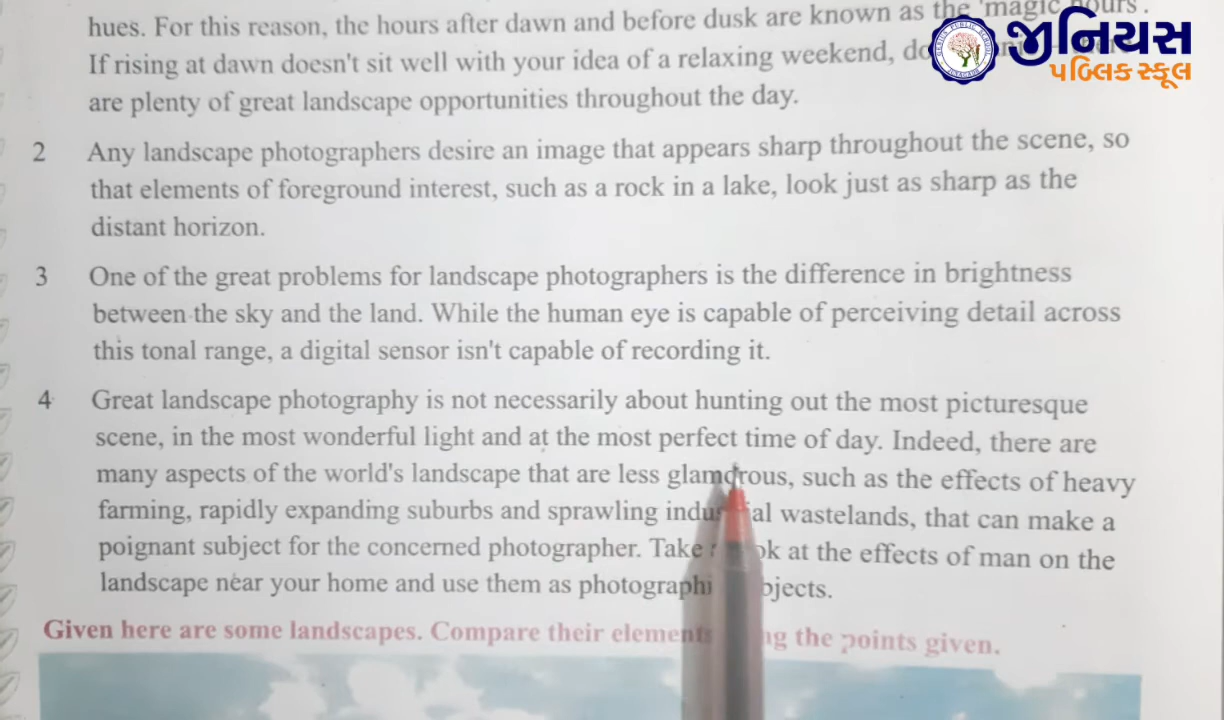 hues. For this reason, the hours after dawn and before dusk are known as the 'magic hours'.
If rising at dawn doesn't sit well with your idea of a relaxing weekend,
are plenty of great landscape opportunities throughout the day.
જીનિયસ
પબ્લિક સ્કૂલ
2 Any landscape photographers desire an image that appears sharp throughout the scene, so
that elements of foreground interest, such as a rock in a lake, look just as sharp as the
distant horizon.
3 One of the great problems for landscape photographers is the difference in brightness
between the sky and the land. While the human eye is capable of perceiving detail across
this tonal range, a digital sensor isn't capable of recording it.
4 Great landscape photography is not necessarily about hunting out the most picturesque
scene, in the most wonderful light and at the most perfect time of day. Indeed, there are
many aspects of the world's landscape that are less glamorous, such as the effects of heavy
farming, rapidly expanding suburbs and sprawling industrial wastelands, that can make a
poignant subject for the concerned photographer. Take a look at the effects of man on the
landscape near your home and use them as photographic subjects.
Given here are some landscapes. Compare their elements using the points given.